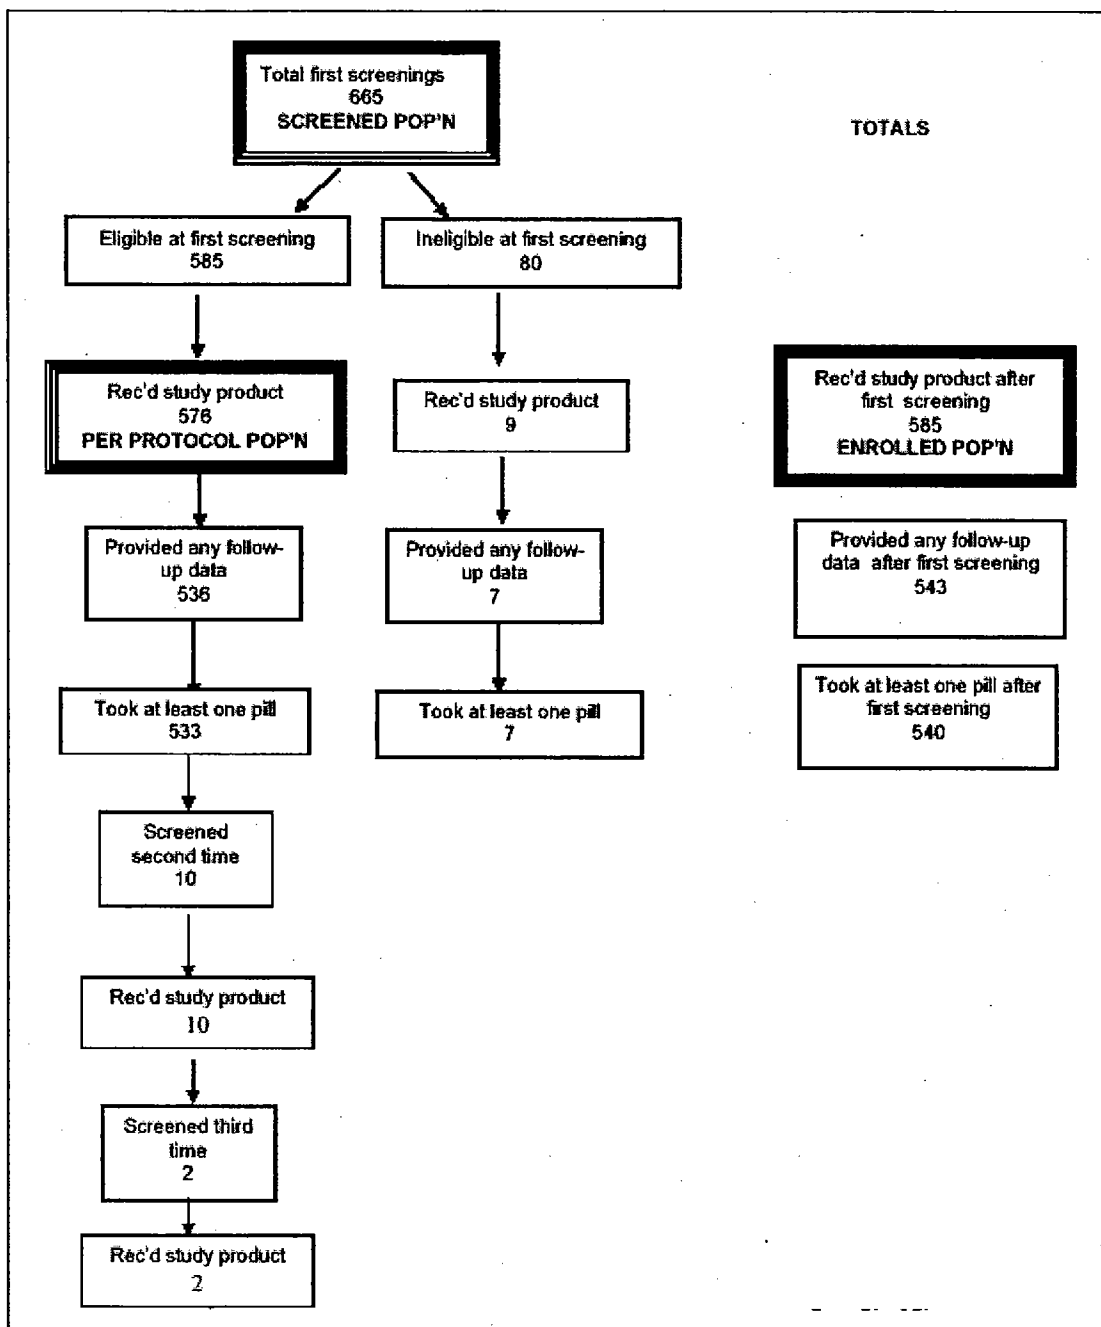 Total first screenings
665
SCREENED POP'N
TOTALS
Eligible at first screening
585
Ineligible at first screening
80
Rec'd study product
576
PER PROTOCOL POP'N
Rec'd study product
9
Rec'd study product after
first screening
585
ENROLLED POP'N
Provided any follow-
up data
536
Provided any follow-
up data
7
Provided any follow-up
data after first screening
543
Took at least one pill
533
Took at least one pill
7
Took at least one pill after
first screening
540
Screened
second time
10
Rec'd study product
10
Screened third
time
2
Rec'd study product
2